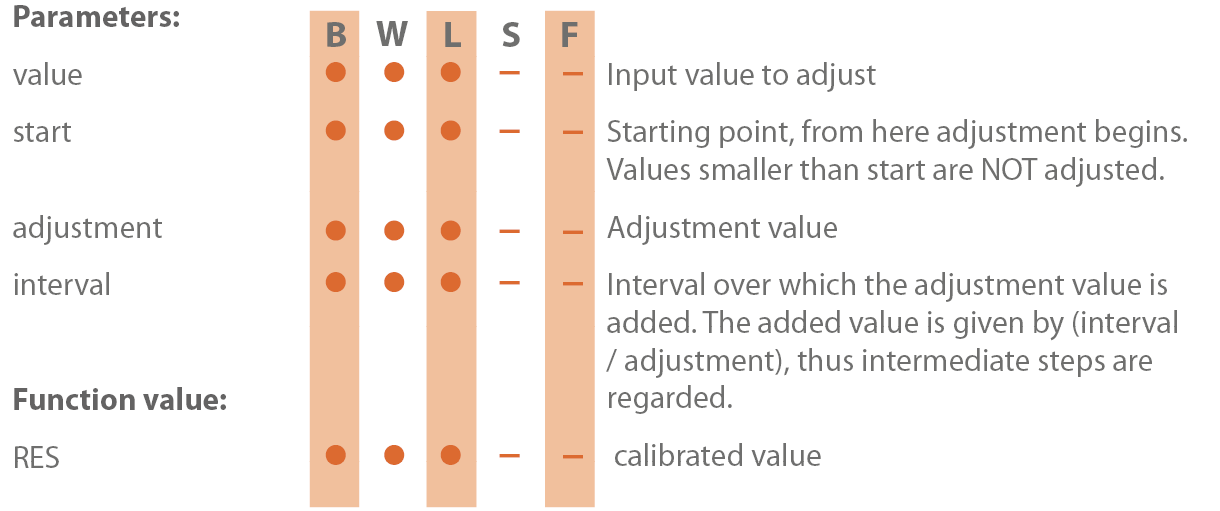 Parameters:
B W L S F
value ● ● ● – – Input value to adjust
start ● ● ● – – Starting point, from here adjustment begins.
Values smaller than start are NOT adjusted.
adjustment ● ● ● – – Adjustment value
interval ● ● ● – – Interval over which the adjustment value is
added. The added value is given by (interval
/ adjustment), thus intermediate steps are
regarded.
Function value:
RES ● ● ● – – calibrated value